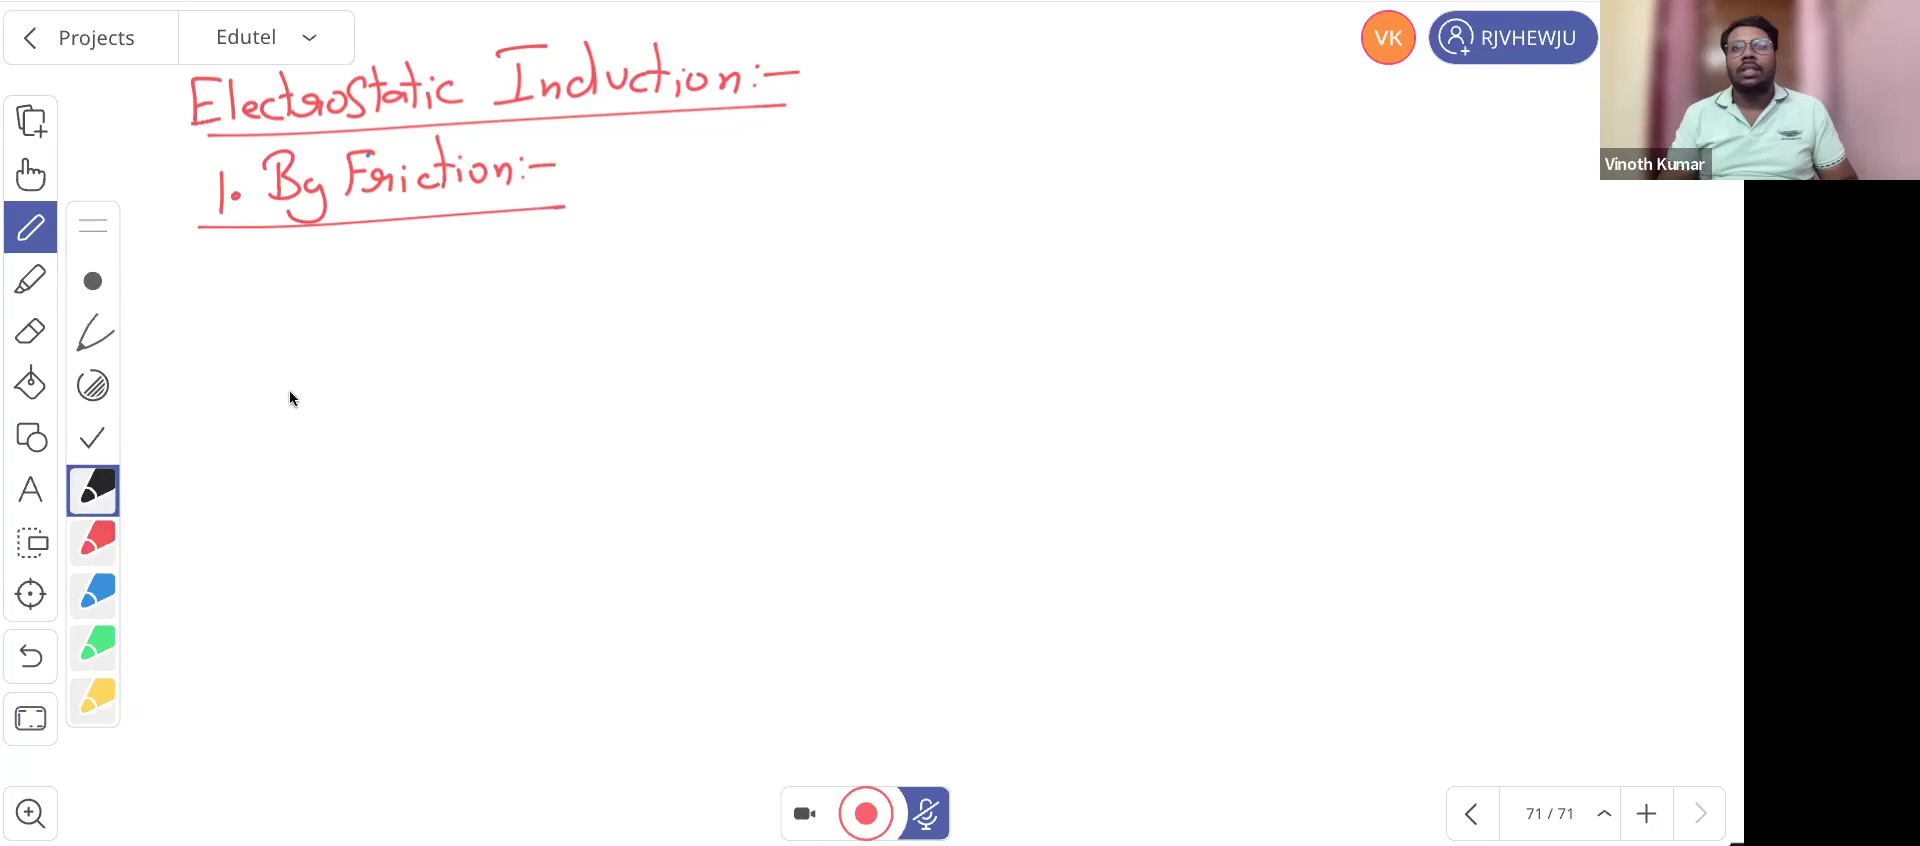 Projects
Edutel
VK
RJVHEWJU
Electrostatic Induction:-
1. By Friction:-
Vinoth Kumar
A
71 / 71